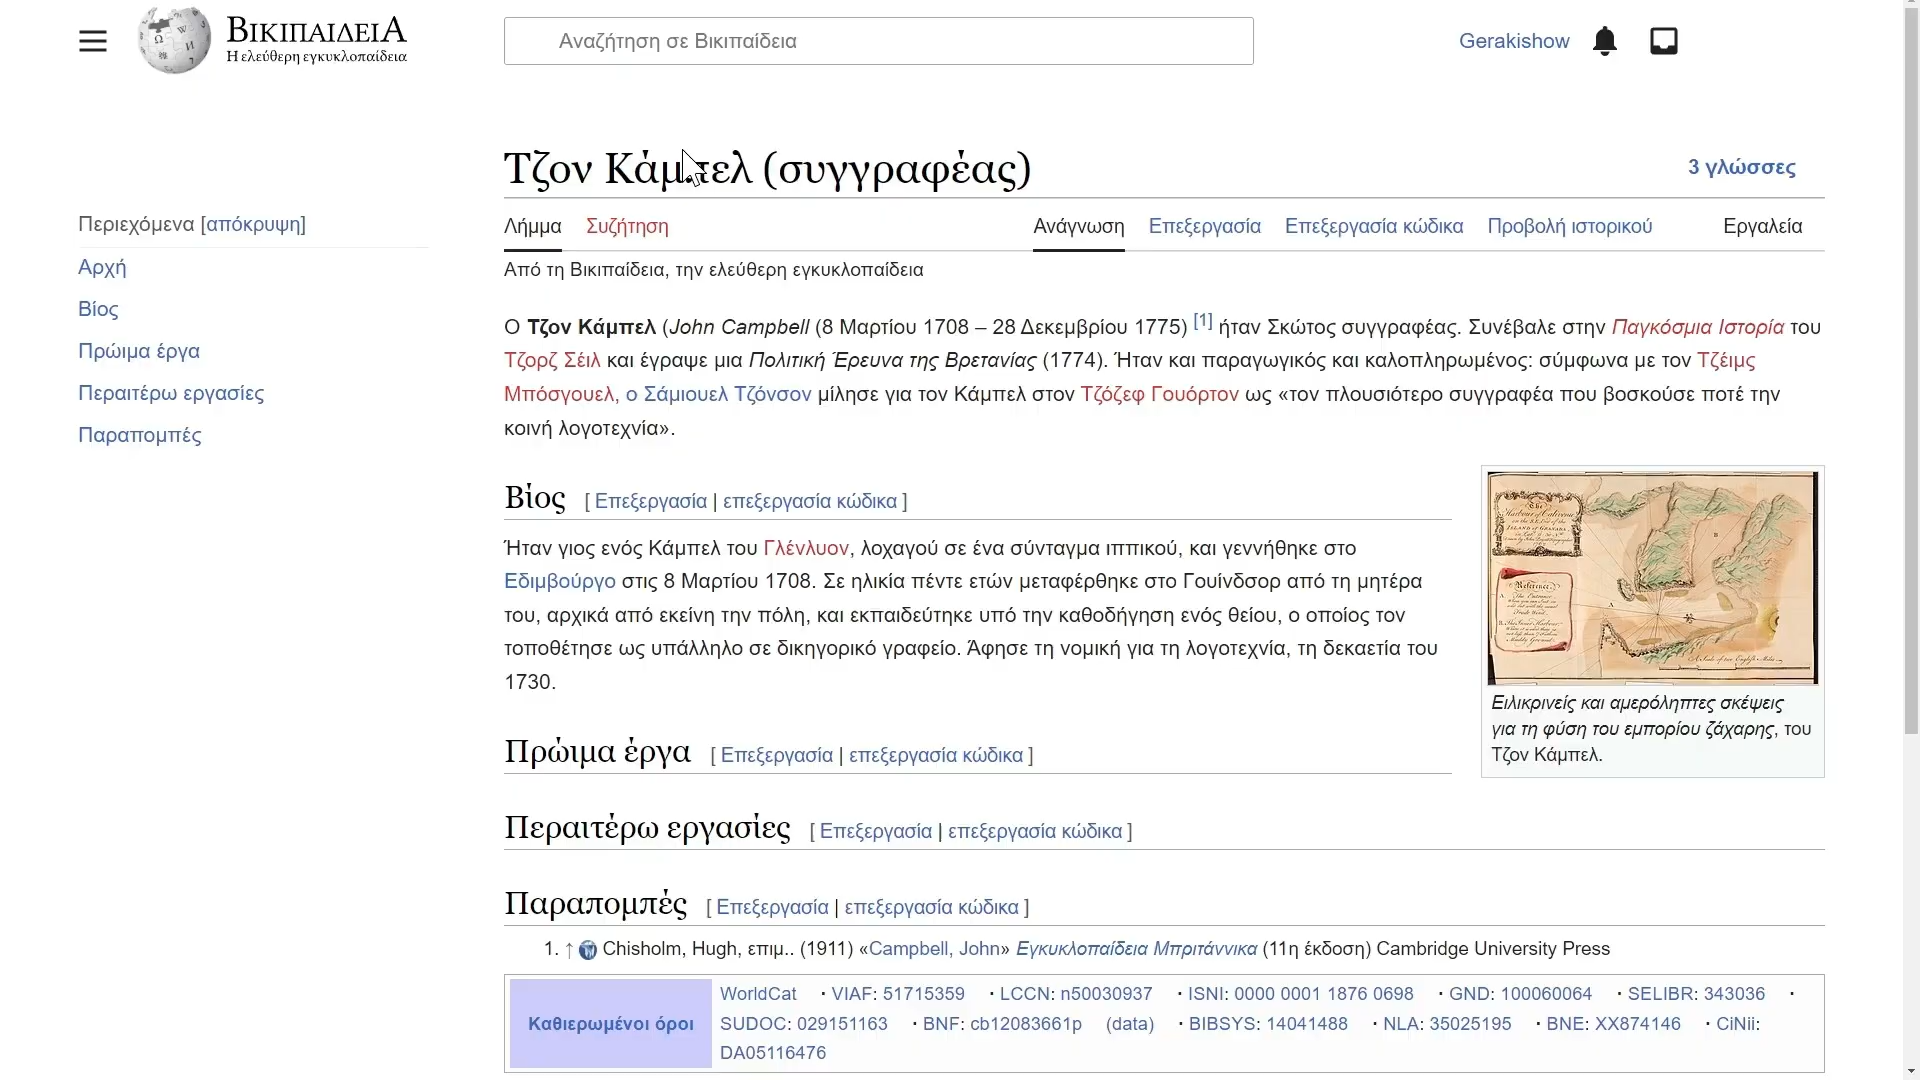 ΒΙΚΙΠΑΙΔΕΙΑ
Η ελεύθερη εγκυκλοπαίδεια
Αναζήτηση σε Βικιπαίδεια
Gerakishow
Τζον Κάμπελ (συγγραφέας)
3 γλώσσες
Λήμμα Συζήτηση Ανάγνωση Επεξεργασία Επεξεργασία κώδικα Προβολή ιστορικού Εργαλεία
Από τη Βικιπαίδεια, την ελεύθερη εγκυκλοπαίδεια
Περιεχόμενα [απόκρυψη]
Αρχή
Βίος
Πρώιμα έργα
Περαιτέρω εργασίες
Παραπομπές
Ο Τζον Κάμπελ (John Campbell (8 Μαρτίου 1708 – 28 Δεκεμβρίου 1775) [1] ήταν Σκώτος συγγραφέας. Συνέβαλε στην Παγκόσμια Ιστορία του
Τζορζ Σέιλ και έγραψε μια Πολιτική Έρευνα της Βρετανίας (1774). Ήταν και παραγωγικός και καλοπληρωμένος: σύμφωνα με τον Τζέιμς
Μπόσγουελ, ο Σάμιουελ Τζόνσον μίλησε για τον Κάμπελ στον Τζόζεφ Γουόρτον ως «τον πλουσιότερο συγγραφέα που βοσκούσε ποτέ την
κοινή λογοτεχνία».
Βίος [ Επεξεργασία | επεξεργασία κώδικα ]
Ήταν γιος ενός Κάμπελ του Γλένλυον, λοχαγού σε ένα σύνταγμα ιππικού, και γεννήθηκε στο
Εδιμβούργο στις 8 Μαρτίου 1708. Σε ηλικία πέντε ετών μεταφέρθηκε στο Γουίνδσορ από τη μητέρα
του, αρχικά από εκείνη την πόλη, και εκπαιδεύτηκε υπό την καθοδήγηση ενός θείου, ο οποίος τον
τοποθέτησε ως υπάλληλο σε δικηγορικό γραφείο. Άφησε τη νομική για τη λογοτεχνία, τη δεκαετία του
1730.
Ειλικρινείς και αμερόληπτες σκέψεις
για τη φύση του εμπορίου ζάχαρης, του
Τζον Κάμπελ.
Πρώιμα έργα [ Επεξεργασία | επεξεργασία κώδικα ]
Περαιτέρω εργασίες [ Επεξεργασία | επεξεργασία κώδικα ]
Παραπομπές [ Επεξεργασία | επεξεργασία κώδικα ]
1. ↑ Chisholm, Hugh, επιμ.. (1911) «Campbell, John» Εγκυκλοπαίδεια Μπριτάννικα (11η έκδοση) Cambridge University Press
Καθιερωμένοι όροι
WorldCat · VIAF: 51715359 · LCCN: n50030937 · ISNI: 0000 0001 1876 0698 · GND: 100060064 · SELIBR: 343036 ·
SUDOC: 029151163 · BNF: cb12083661p (data) · BIBSYS: 14041488 · NLA: 35025195 · BNE: XX874146 · CiNii:
DA05116476